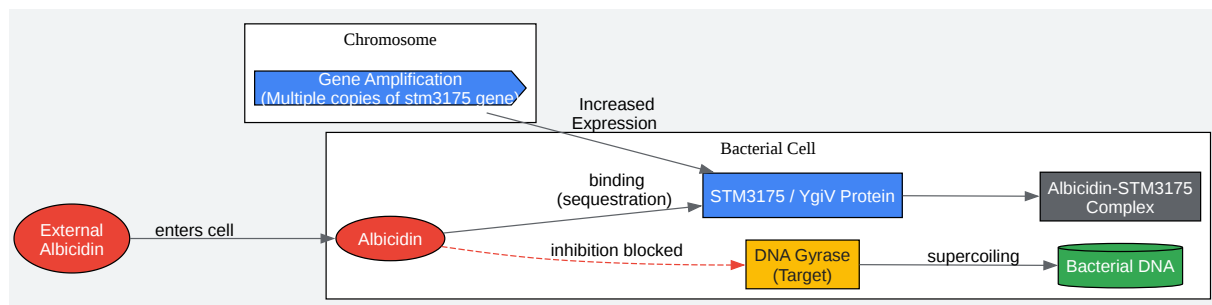 Chromosome
Gene Amplification
(Multiple copies of stm3175 gene)
Increased
Expression
Bacterial Cell
binding
(sequestration)
STM3175 / YgiV Protein
Albicidin-STM3175
Complex
External
Albicidin
enters cell
Albicidin
inhibition blocked
DNA Gyrase
(Target)
supercoiling
Bacterial DNA